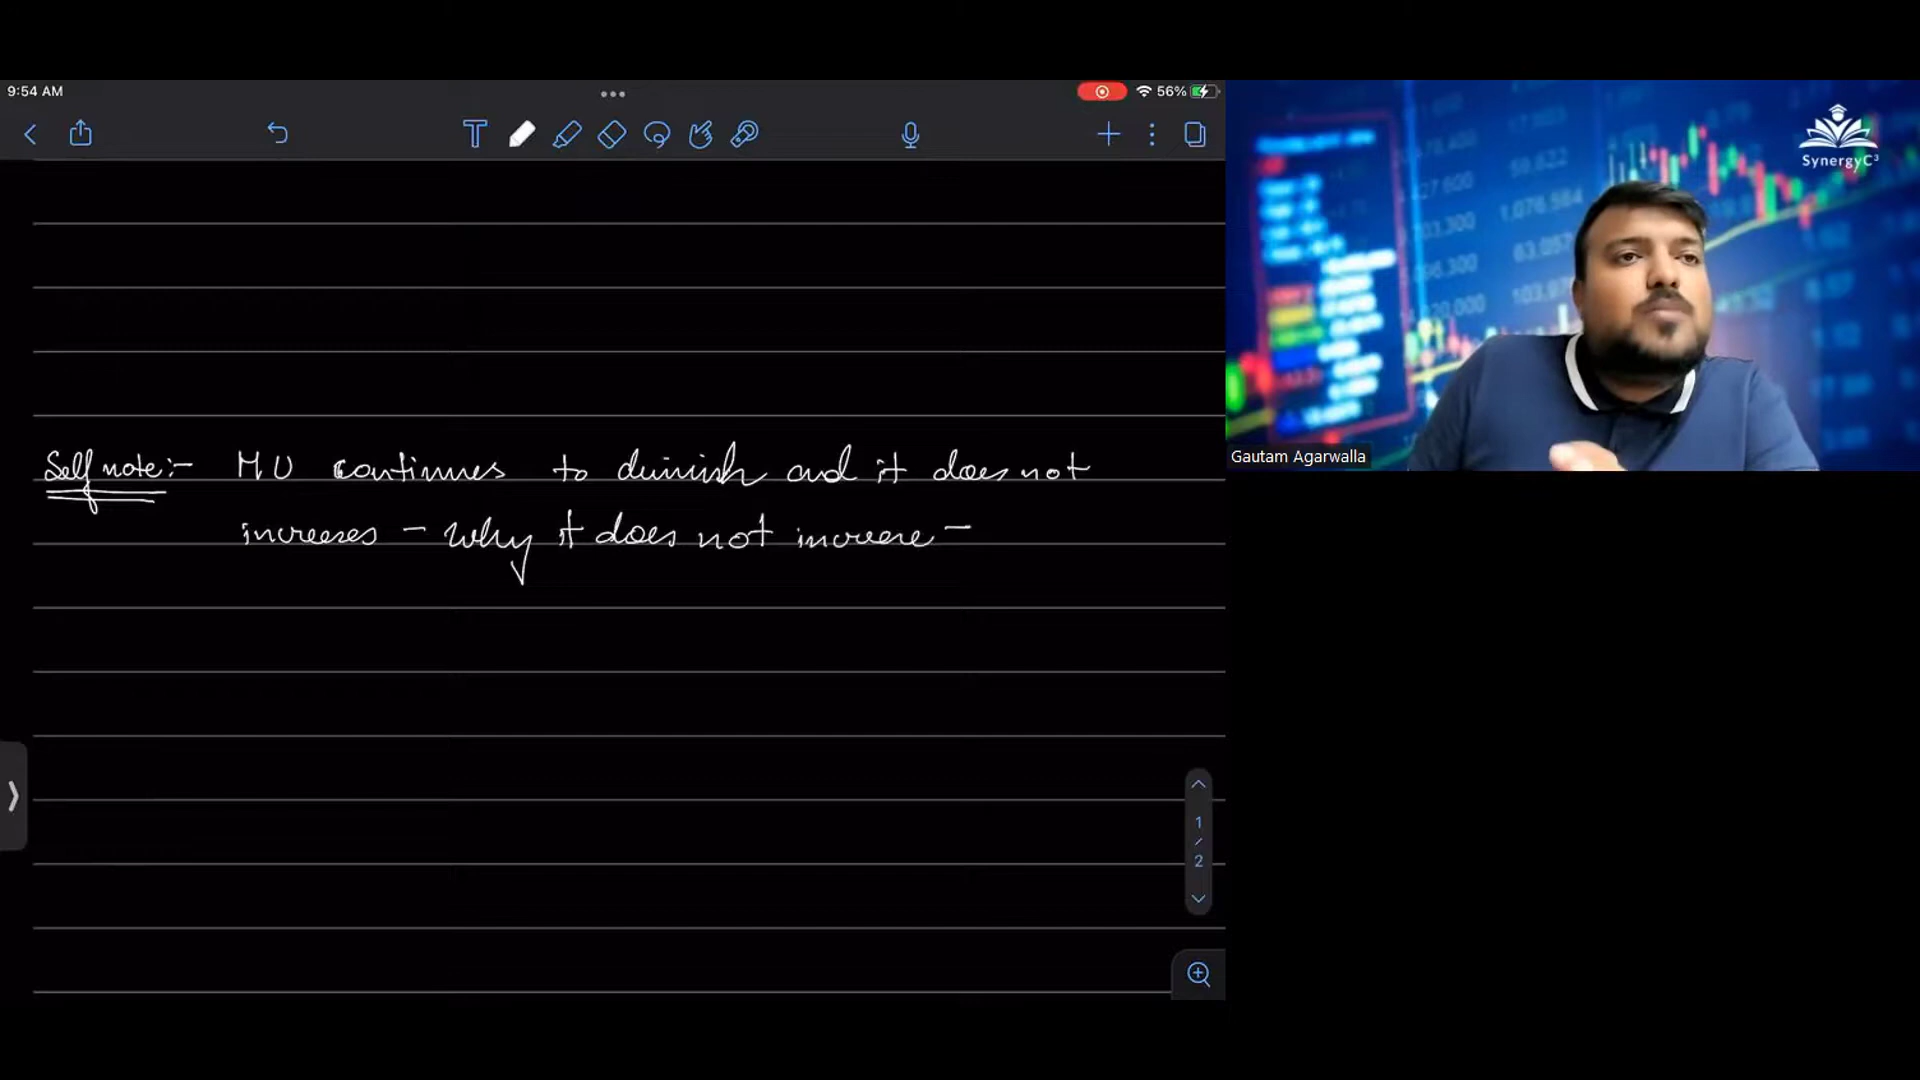 9:54 AM
56%
SynergyC³
Self note:- MU continues to diminish and it does not
increases - why it does not increase -
Gautam Agarwalla
1
/
2